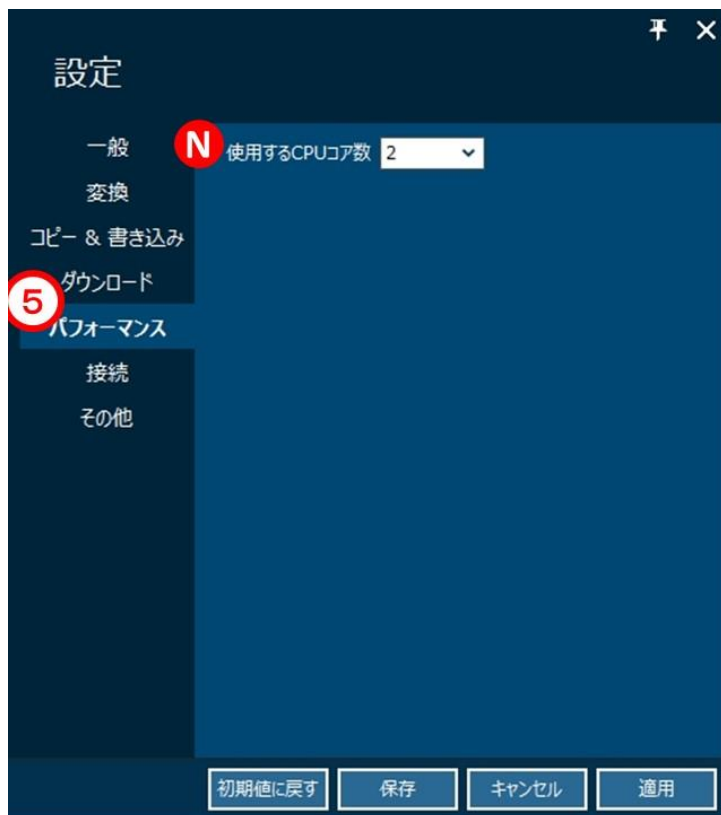 設定
一般
N 使用するCPUコア数 2
変換
コピー & 書き込み
ダウンロード
5
パフォーマンス
接続
その他
初期値に戻す 保存 キャンセル 適用